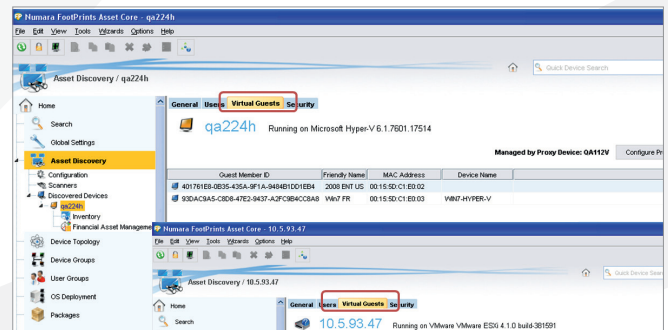 Numara FootPrints Asset Core - qa224h
File Edit View Tools Wizards Options Help
Quick Device Search
Asset Discovery / qa224h
Home
General Users Virtual Guests Security
Search
qa224h Running on Microsoft Hyper-V 6.1.7601.17514
Global Settings
Managed by Proxy Device: QA112V Configure Pr
Asset Discovery
Configuration
Guest Member ID Friendly Name MAC Address Device Name
Scanners
401761E8-0B35-435A-9F1A-9484B1DD1EB4 2008 ENT US 00:15:5D:C1:E0:02
Discovered Devices
93DAC9A5-C8D8-47E2-9437-A2FC9B4CC8A8 Win7 FR 00:15:5D:C1:E0:03 WIN7-HYPER-V
qa224h
Inventory
Financial Asset Manageme
Numara FootPrints Asset Core - 10.5.93.47
Device Topology
File Edit View Tools Wizards Options Help
Device Groups
Quick Device Sear
User Groups
Asset Discovery / 10.5.93.47
OS Deployment
Home
General Users Virtual Guests Security
Packages
Search
10.5.93.47 Running on VMware VMware ESXi 4.1.0 build-381591